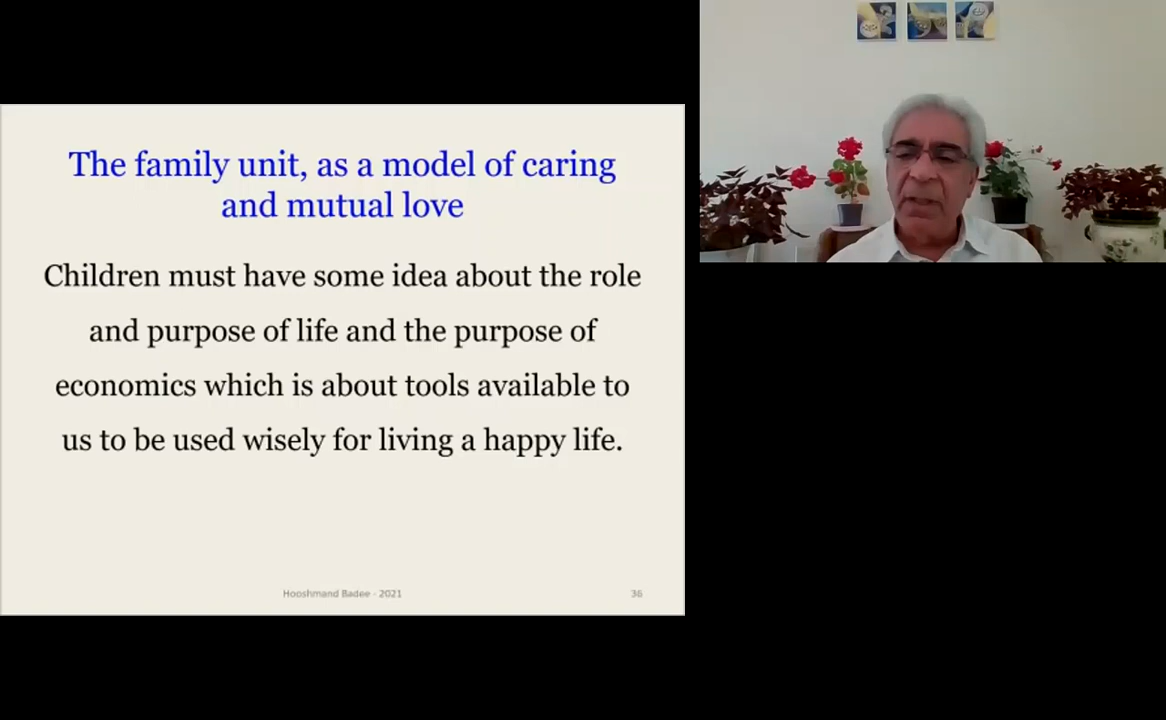 The family unit, as a model of caring
and mutual love
Children must have some idea about the role
and purpose of life and the purpose of
economics which is about tools available to
us to be used wisely for living a happy life.
Hooshmand Badee - 2021
36